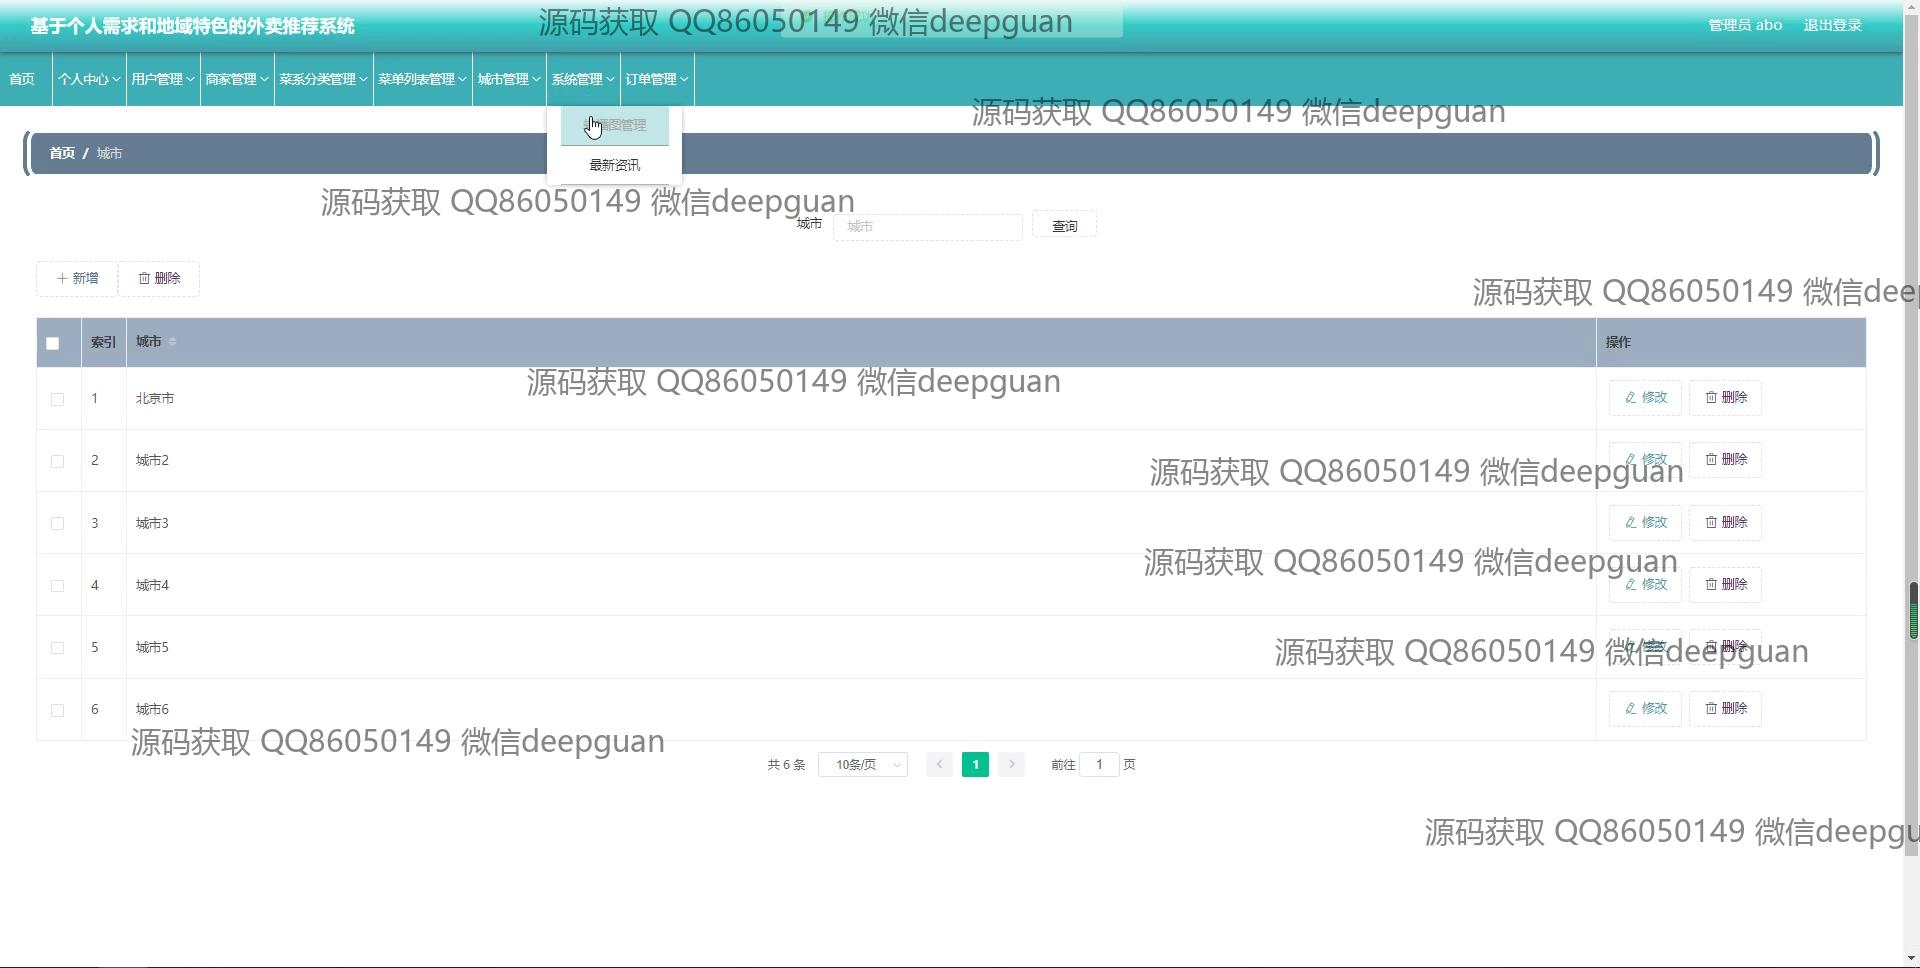 基于个人需求和地域特色的外卖推荐系统
源码获取 QQ86050149 微信deepguan
管理员 abo 退出登录
首页 个人中心 用户管理 商家管理 菜系分类管理 菜单列表管理 城市管理 系统管理 订单管理
源码获取 QQ86050149 微信deepguan
播图管理
首页 / 城市
最新资讯
源码获取 QQ86050149 微信deepguan
城市 城市 查询
新增 删除
源码获取 QQ86050149 微信deep
索引 城市 操作
源码获取 QQ86050149 微信deepguan
1 北京市 修改 删除
2 城市2 修改 删除
源码获取 QQ86050149 微信deepguan
3 城市3 修改 删除
源码获取 QQ86050149 微信deepguan
4 城市4 修改 删除
5 城市5 修改 删除
源码获取 QQ86050149 微信deepguan
6 城市6 修改 删除
源码获取 QQ86050149 微信deepguan
共 6 条 10条/页 1 前往 1 页
源码获取 QQ86050149 微信deepgu